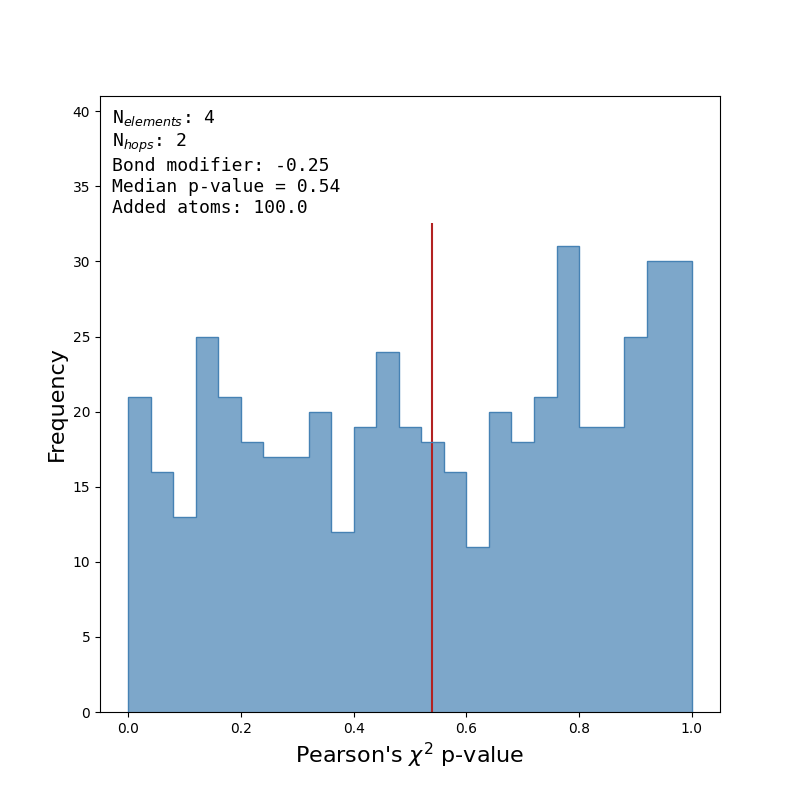 N_elements: 4
N_hops: 2
Bond modifier: -0.25
Median p-value = 0.54
Added atoms: 100.0
40
35
30
25
20
15
10
5
0
Frequency
0.0 0.2 0.4 0.6 0.8 1.0
Pearson's χ² p-value